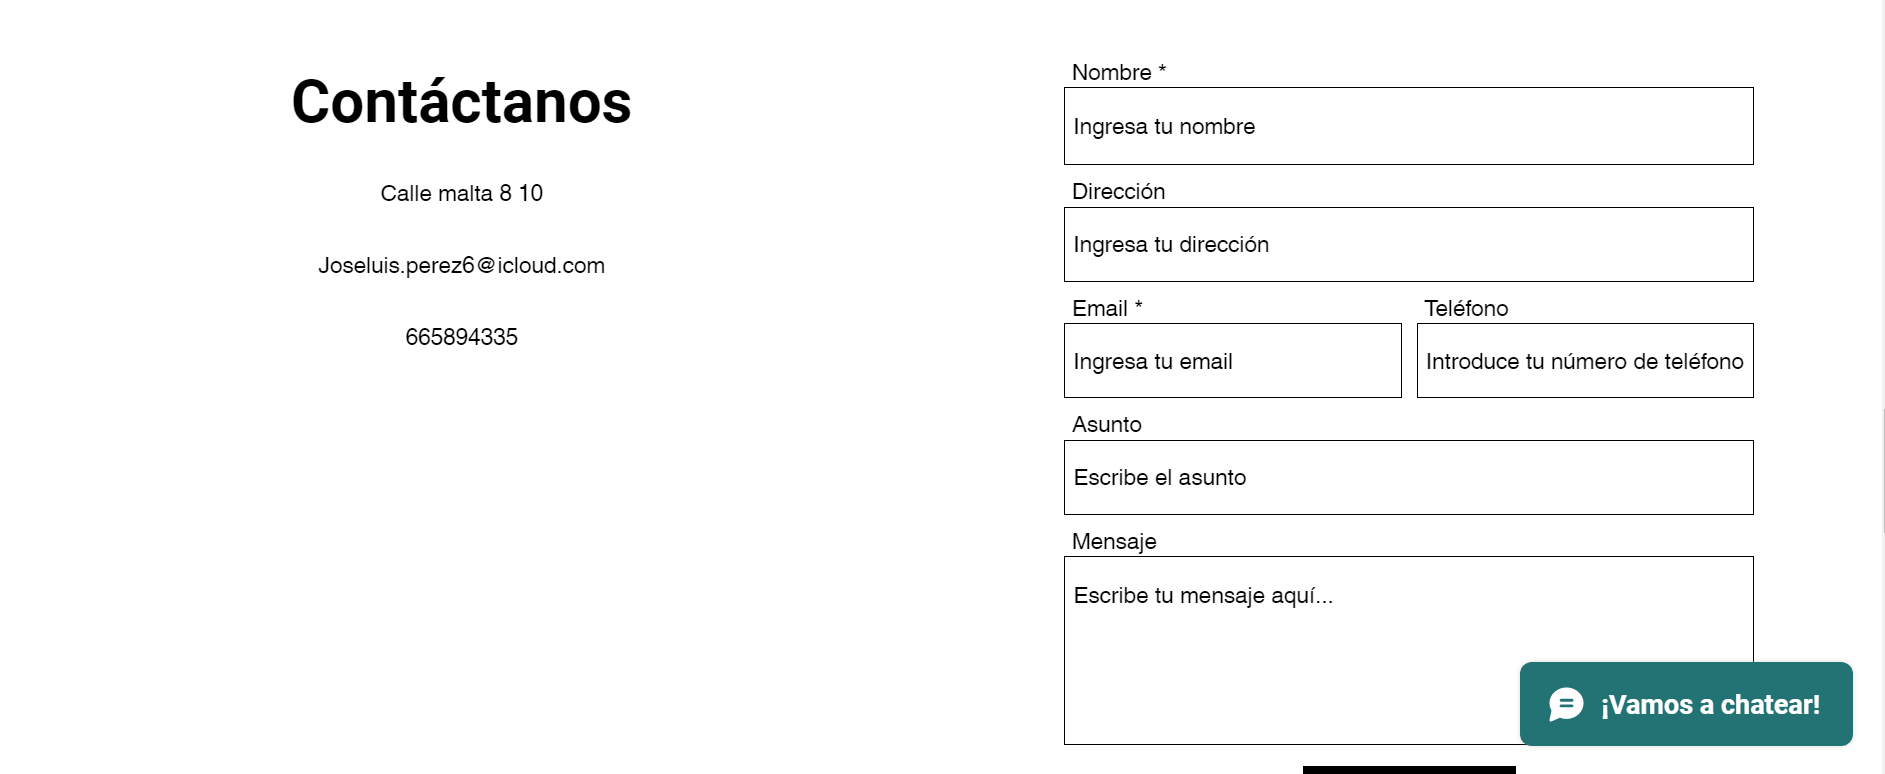 Contáctanos
Calle malta 8 10
Joseluis.perez6@icloud.com
665894335
Nombre *
Ingresa tu nombre
Dirección
Ingresa tu dirección
Email *
Ingresa tu email
Teléfono
Introduce tu número de teléfono
Asunto
Escribe el asunto
Mensaje
Escribe tu mensaje aquí...
¡Vamos a chatear!